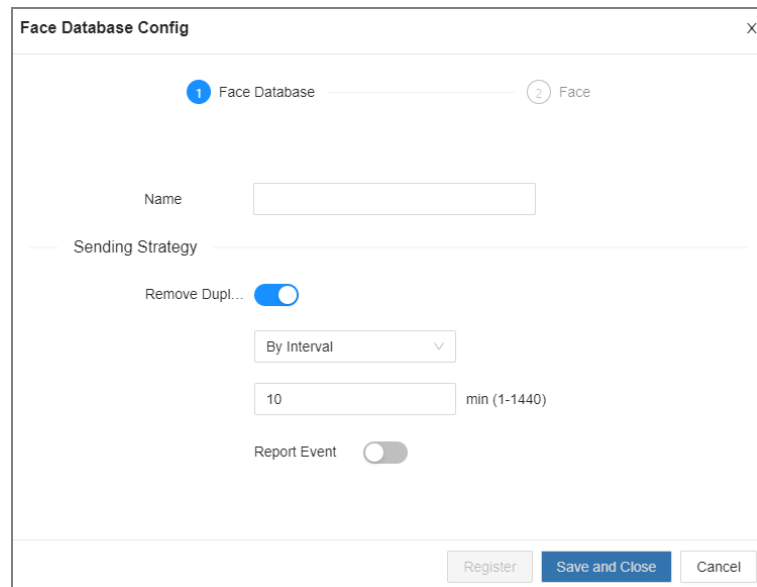 Face Database Config X
1 Face Database 2 Face
Name
Sending Strategy
Remove Dupl...
By Interval
10 min (1-1440)
Report Event
Register Save and Close Cancel